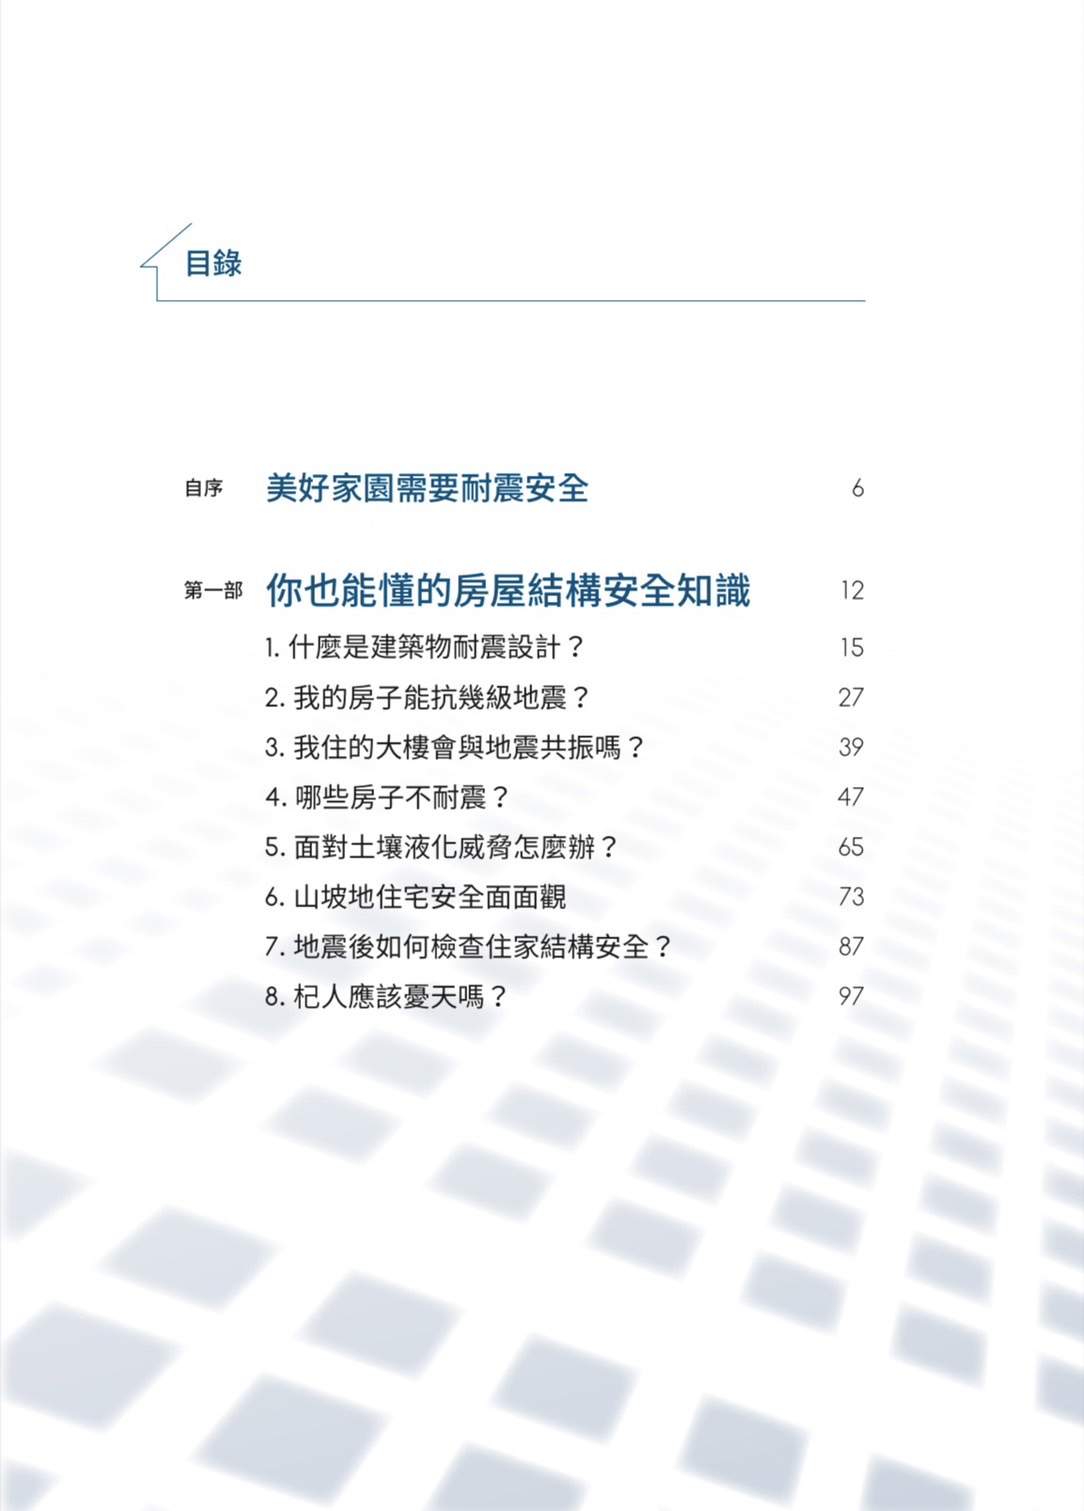 目錄
自序 美好家園需要耐震安全 6
第一部 你也能懂的房屋結構安全知識 12
1. 什麼是建築物耐震設計？ 15
2. 我的房子能抗幾級地震？ 27
3. 我住的大樓會與地震共振嗎？ 39
4. 哪些房子不耐震？ 47
5. 面對土壤液化威脅怎麼辦？ 65
6. 山坡地住宅安全面面觀 73
7. 地震後如何檢查住家結構安全？ 87
8. 杞人應該憂天嗎？ 97